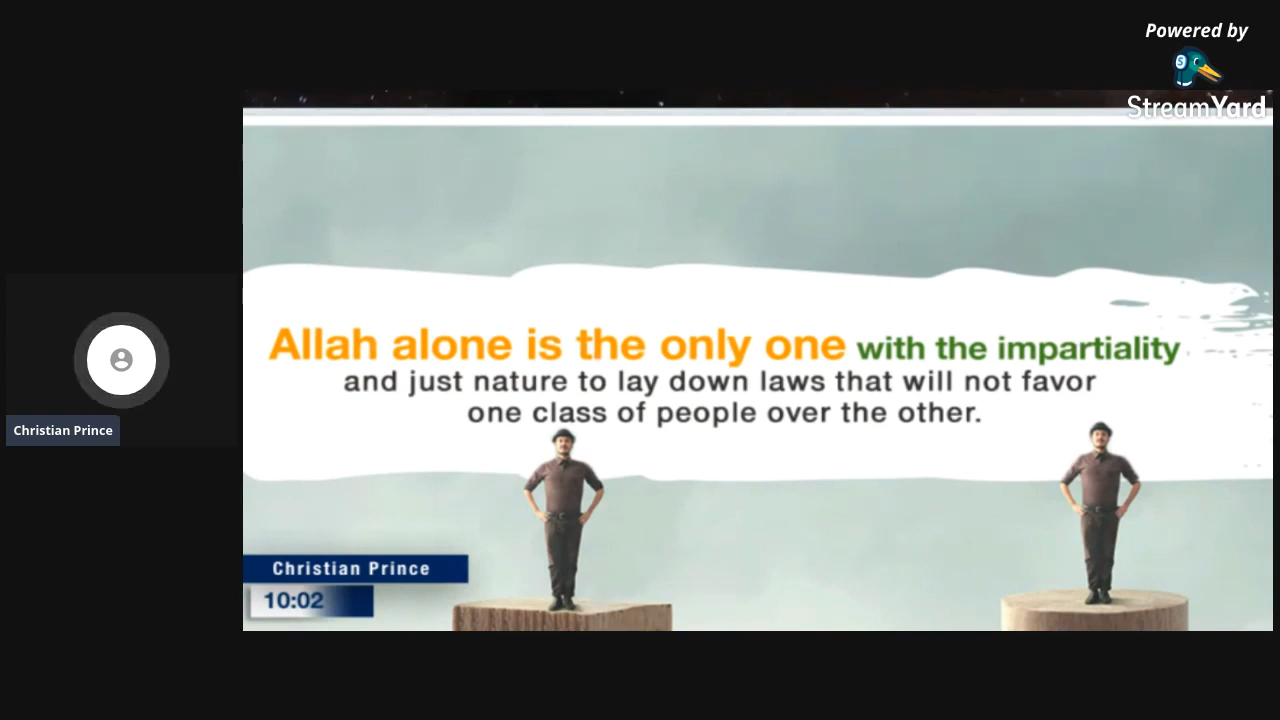 Powered by
StreamYard
Allah alone is the only one with the impartiality
and just nature to lay down laws that will not favor
one class of people over the other.
Christian Prince
Christian Prince
10:02